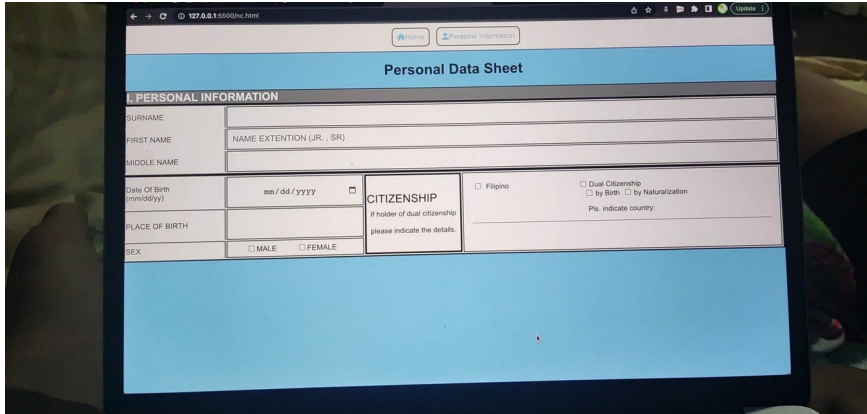 127.0.0.1:5500/nc.html
Update
Home
Personal Information
Personal Data Sheet
I. PERSONAL INFORMATION
SURNAME
FIRST NAME
NAME EXTENTION (JR. , SR)
MIDDLE NAME
Date Of Birth
(mm/dd/yy)
mm/dd/yyyy
PLACE OF BIRTH
SEX
MALE FEMALE
CITIZENSHIP
If holder of dual citizenship
please indicate the details.
Filipino
Dual Citizenship
by Birth by Naturalization
Pls. indicate country: